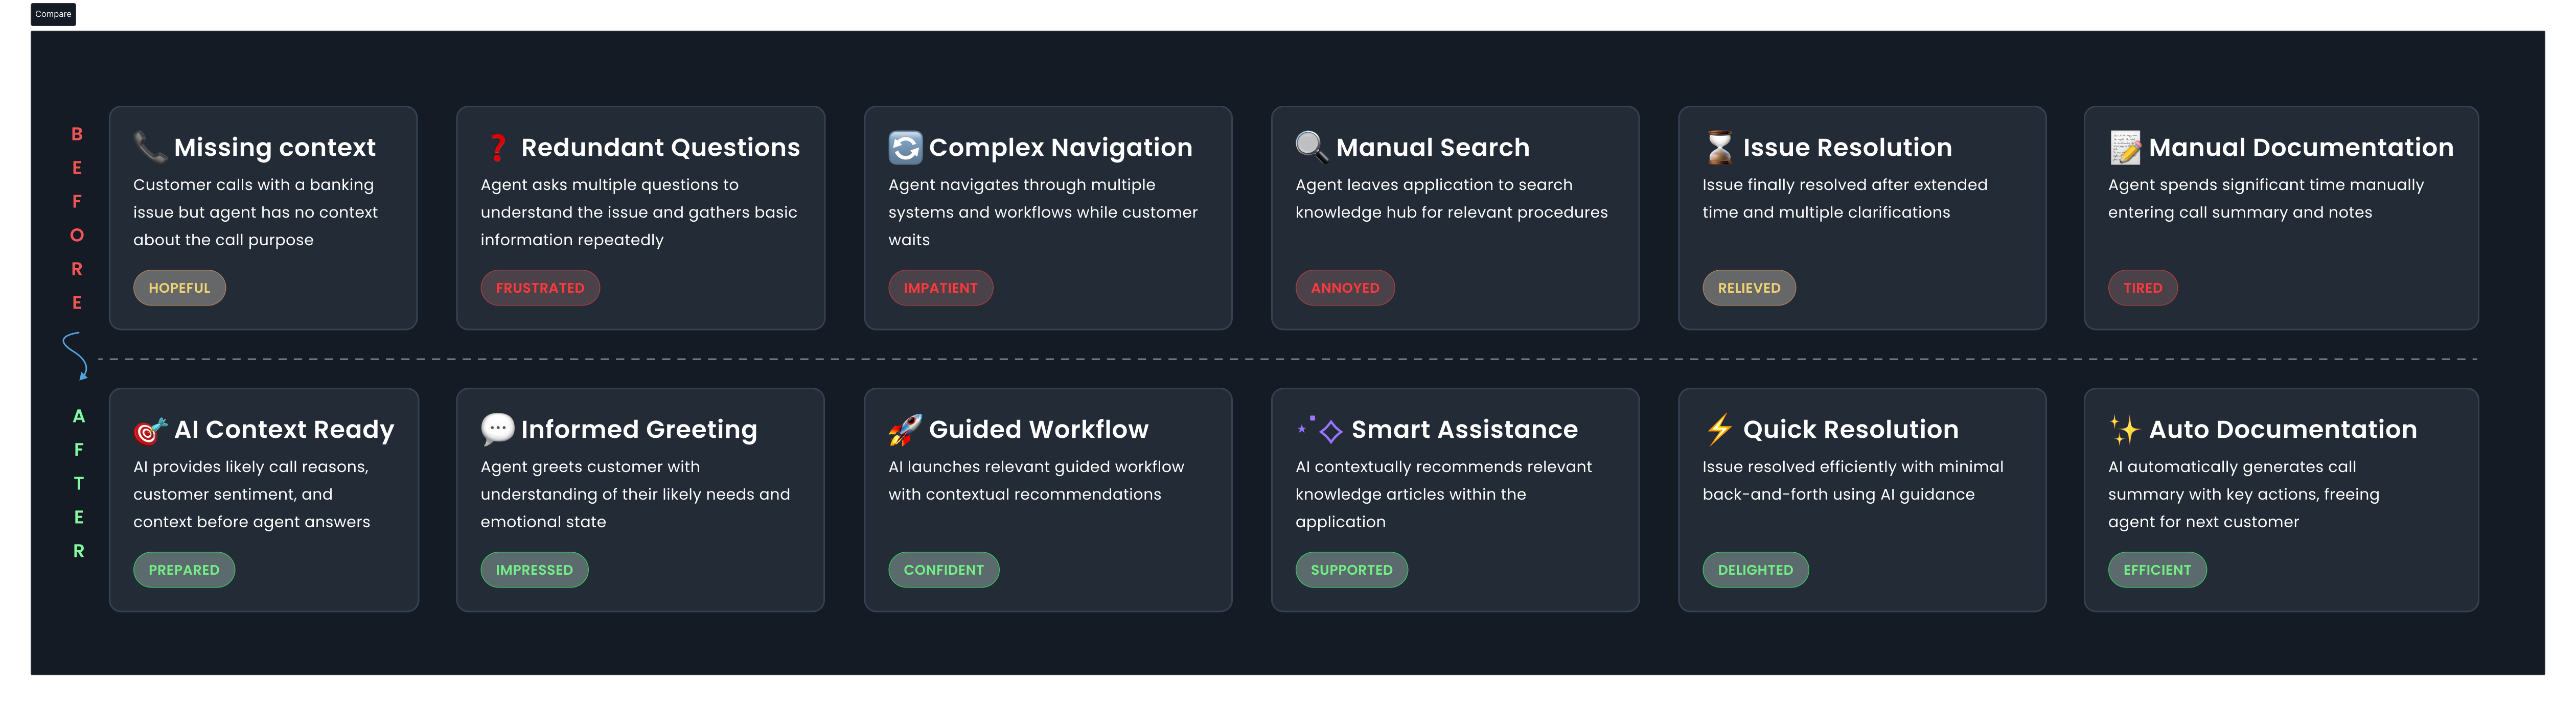 Compare
BEFORE
Missing context
Customer calls with a banking
issue but agent has no context
about the call purpose
HOPEFUL
Redundant Questions
Agent asks multiple questions to
understand the issue and gathers basic
information repeatedly
FRUSTRATED
Complex Navigation
Agent navigates through multiple
systems and workflows while customer
waits
IMPATIENT
Manual Search
Agent leaves application to search
knowledge hub for relevant procedures
ANNOYED
Issue Resolution
Issue finally resolved after extended
time and multiple clarifications
RELIEVED
Manual Documentation
Agent spends significant time manually
entering call summary and notes
TIRED
AFTER
AI Context Ready
AI provides likely call reasons,
customer sentiment, and
context before agent answers
PREPARED
Informed Greeting
Agent greets customer with
understanding of their likely needs and
emotional state
IMPRESSED
Guided Workflow
AI launches relevant guided workflow
with contextual recommendations
CONFIDENT
Smart Assistance
AI contextually recommends relevant
knowledge articles within the
application
SUPPORTED
Quick Resolution
Issue resolved efficiently with minimal
back-and-forth using AI guidance
DELIGHTED
Auto Documentation
AI automatically generates call
summary with key actions, freeing
agent for next customer
EFFICIENT